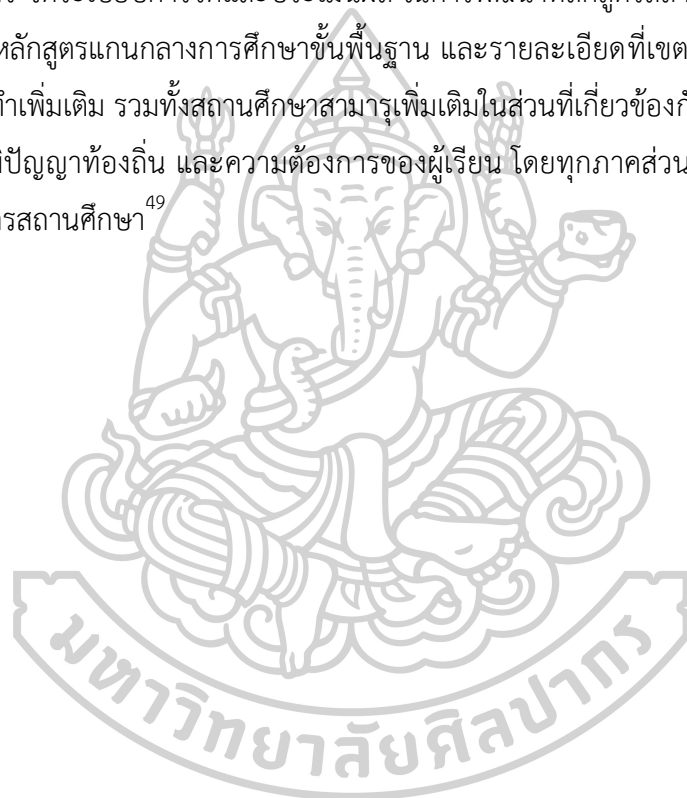 หลักสูตรแกนกลางการศึกษาขั้นพื้นฐาน และรายละเอียดที่เขต
ทำเพิ่มเติม รวมทั้งสถานศึกษาสามารุเพิ่มเติมในส่วนที่เกี่ยวข้องกั
ปัญญาท้องถิ่น และความต้องการของผู้เรียน โดยทุกภาคส่วน
รสถานศึกษา49
มหาวิทยาลัยศิลปากร